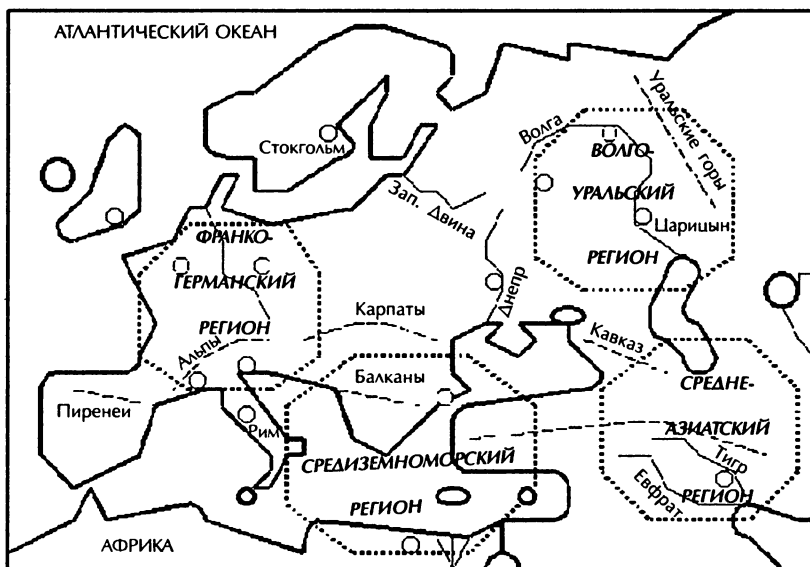 АТЛАНТИЧЕСКИЙ ОКЕАН
Уральские горы
Волга
ВОЛГО-
УРАЛЬСКИЙ
РЕГИОН
Царицын
Стокгольм
Зап. Двина
Днепр
ФРАНКО-
ГЕРМАНСКИЙ
РЕГИОН
Альпы
Карпаты
Балканы
Кавказ
Пиренеи
Рим
СРЕДИЗЕМНОМОРСКИЙ
РЕГИОН
СРЕДНЕ-
АЗИАТСКИЙ
РЕГИОН
Тигр
Евфрат
АФРИКА